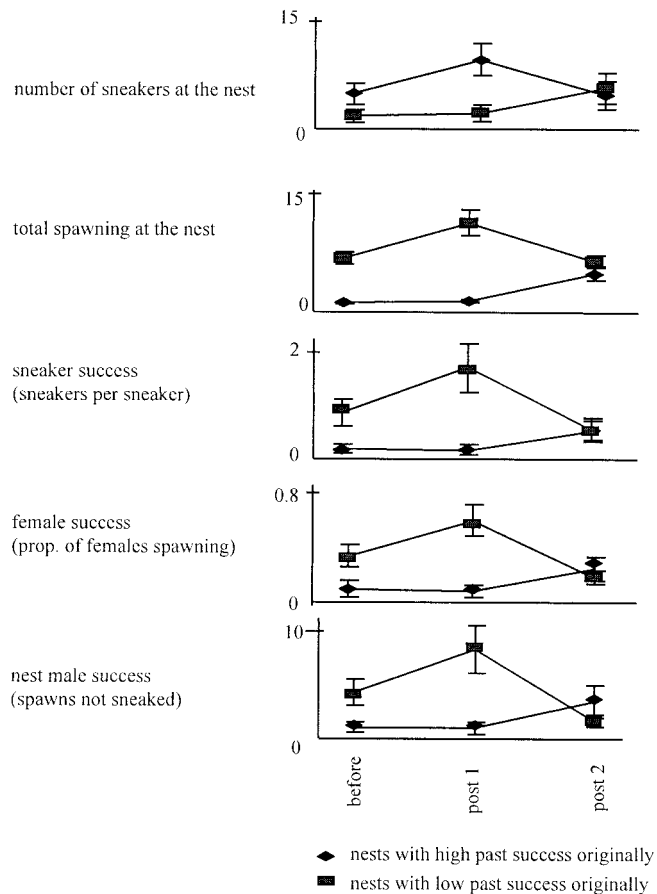 15
number of sneakers at the nest
0
15
total spawning at the nest
0
2
sneaker success
(sneakers per sneaker)
0
0.8
female success
(prop. of females spawning)
0
10
nest male success
(spawns not sneaked)
0
before
post 1
post 2
nests with high past success originally
nests with low past success originally